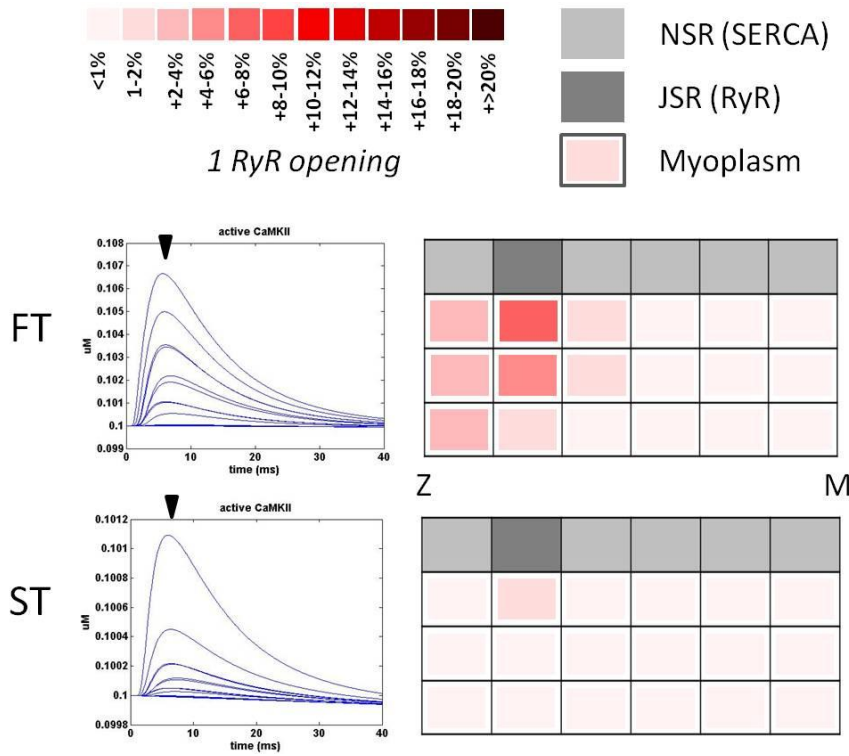 <1%
1-2%
+2-4%
+4-6%
+6-8%
+8-10%
+10-12%
+12-14%
+14-16%
+16-18%
+18-20%
+>20%
1 RyR opening
NSR (SERCA)
JSR (RyR)
Myoplasm
FT
active CaMKII
0.108
0.107
0.106
0.105
0.104
0.103
0.102
0.101
0.1
0.099
uM
0 10 20 30 40
time (ms)
Z M
ST
active CaMKII
0.1012
0.101
0.1008
0.1006
0.1004
0.1002
0.1
0.0998
uM
0 10 20 30 40
time (ms)